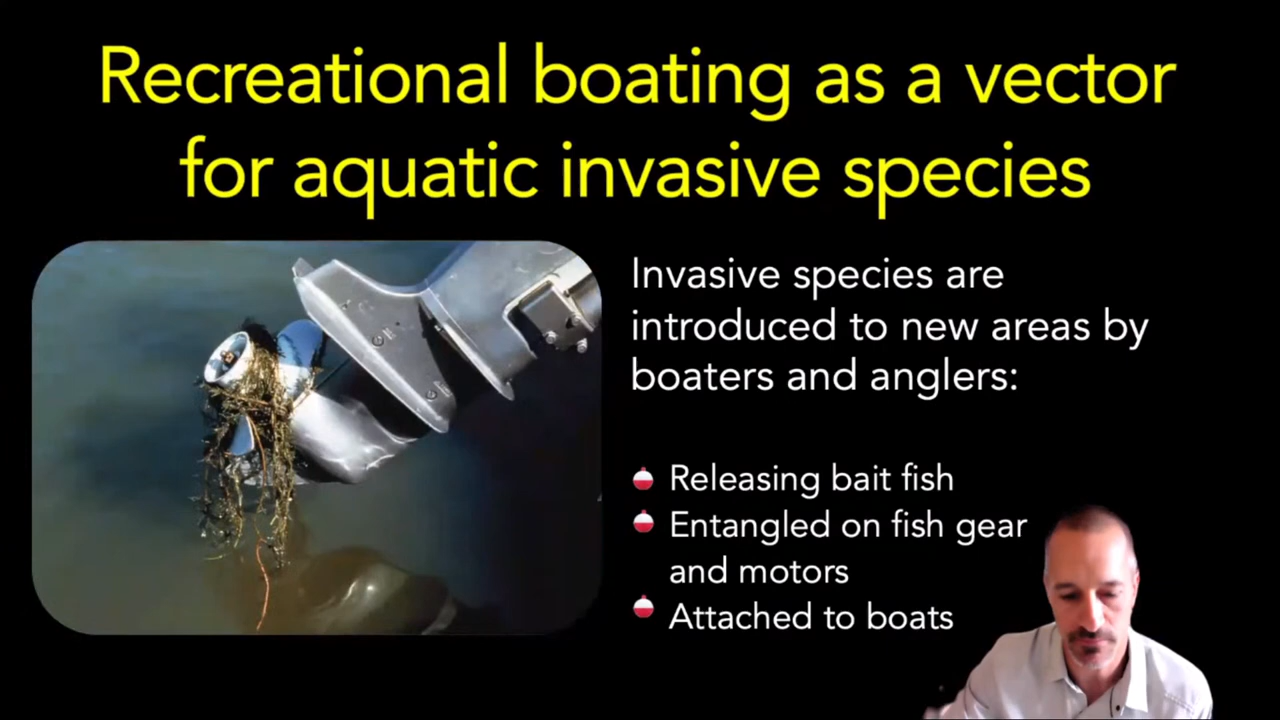 Recreational boating as a vector
for aquatic invasive species
Invasive species are
introduced to new areas by
boaters and anglers:
Releasing bait fish
Entangled on fish gear
and motors
Attached to boats